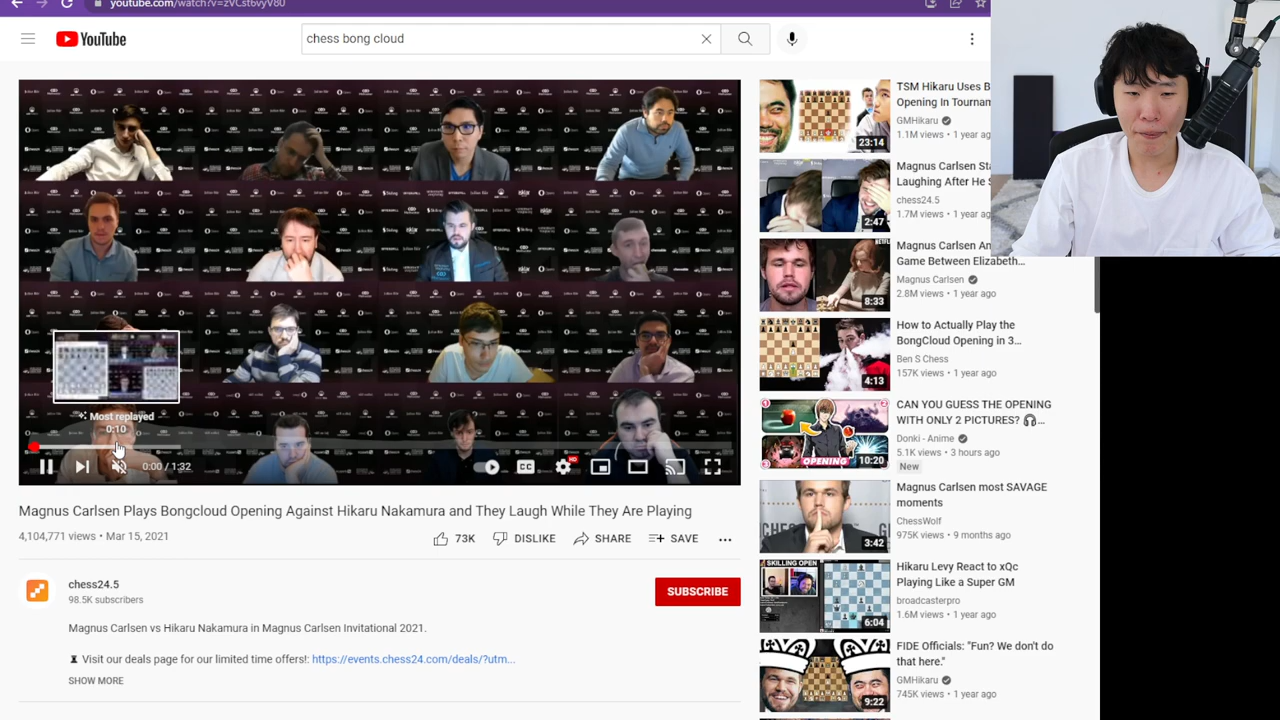 youtube.com/watch?v=zVCst6vyV80
YouTube
chess bong cloud
Most replayed
0:10
0:00 / 1:32
CC
HD
Magnus Carlsen Plays Bongcloud Opening Against Hikaru Nakamura and They Laugh While They Are Playing
4,104,771 views • Mar 15, 2021
73K
DISLIKE
SHARE
SAVE
chess24.5
98.5K subscribers
SUBSCRIBE
Magnus Carlsen vs Hikaru Nakamura in Magnus Carlsen Invitational 2021.
Visit our deals page for our limited time offers!: https://events.chess24.com/deals/?utm...
SHOW MORE
TSM Hikaru Uses B
Opening In Tournam
GMHikaru
1.1M views • 1 year ag
23:14
Magnus Carlsen Sta
Laughing After He S
chess24.5
1.7M views • 1 year ag
2:47
Magnus Carlsen An
Game Between Elizabeth...
Magnus Carlsen
2.8M views • 1 year ago
8:33
How to Actually Play the
BongCloud Opening in 3...
Ben S Chess
157K views • 1 year ago
4:13
CAN YOU GUESS THE OPENING
WITH ONLY 2 PICTURES? 🎧...
Donki - Anime
5.1K views • 3 hours ago
New
OPENING
10:20
Magnus Carlsen most SAVAGE
moments
ChessWolf
975K views • 9 months ago
3:42
Hikaru Levy React to xQc
Playing Like a Super GM
broadcasterpro
1.6M views • 1 year ago
SKILLING OPEN
6:04
FIDE Officials: "Fun? We don't do
that here."
GMHikaru
745K views • 1 year ago
9:22